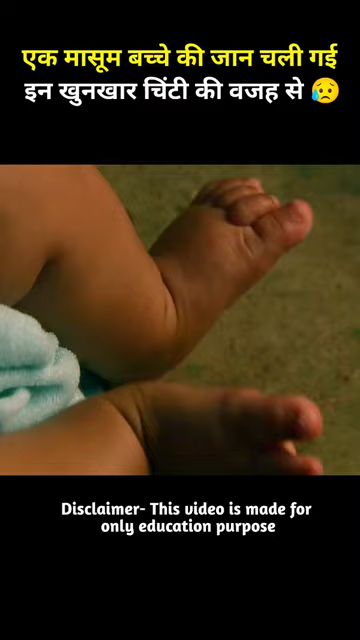 एक मासूम बच्चे की जान चली गई
इन खुनखार चिंटी की वजह से 😥
Disclaimer- This video is made for
only education purpose